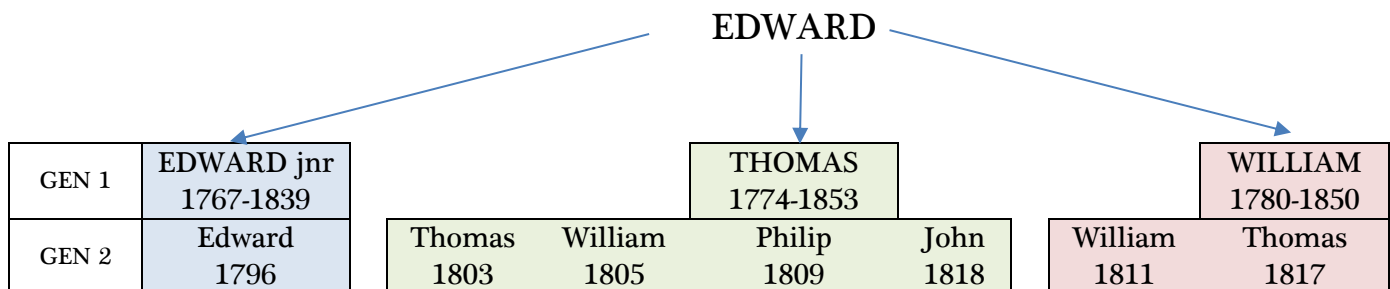 EDWARD
GEN 1
EDWARD jnr
1767-1839
THOMAS
1774-1853
WILLIAM
1780-1850
GEN 2
Edward
1796
Thomas
1803
William
1805
Philip
1809
John
1818
William
1811
Thomas
1817